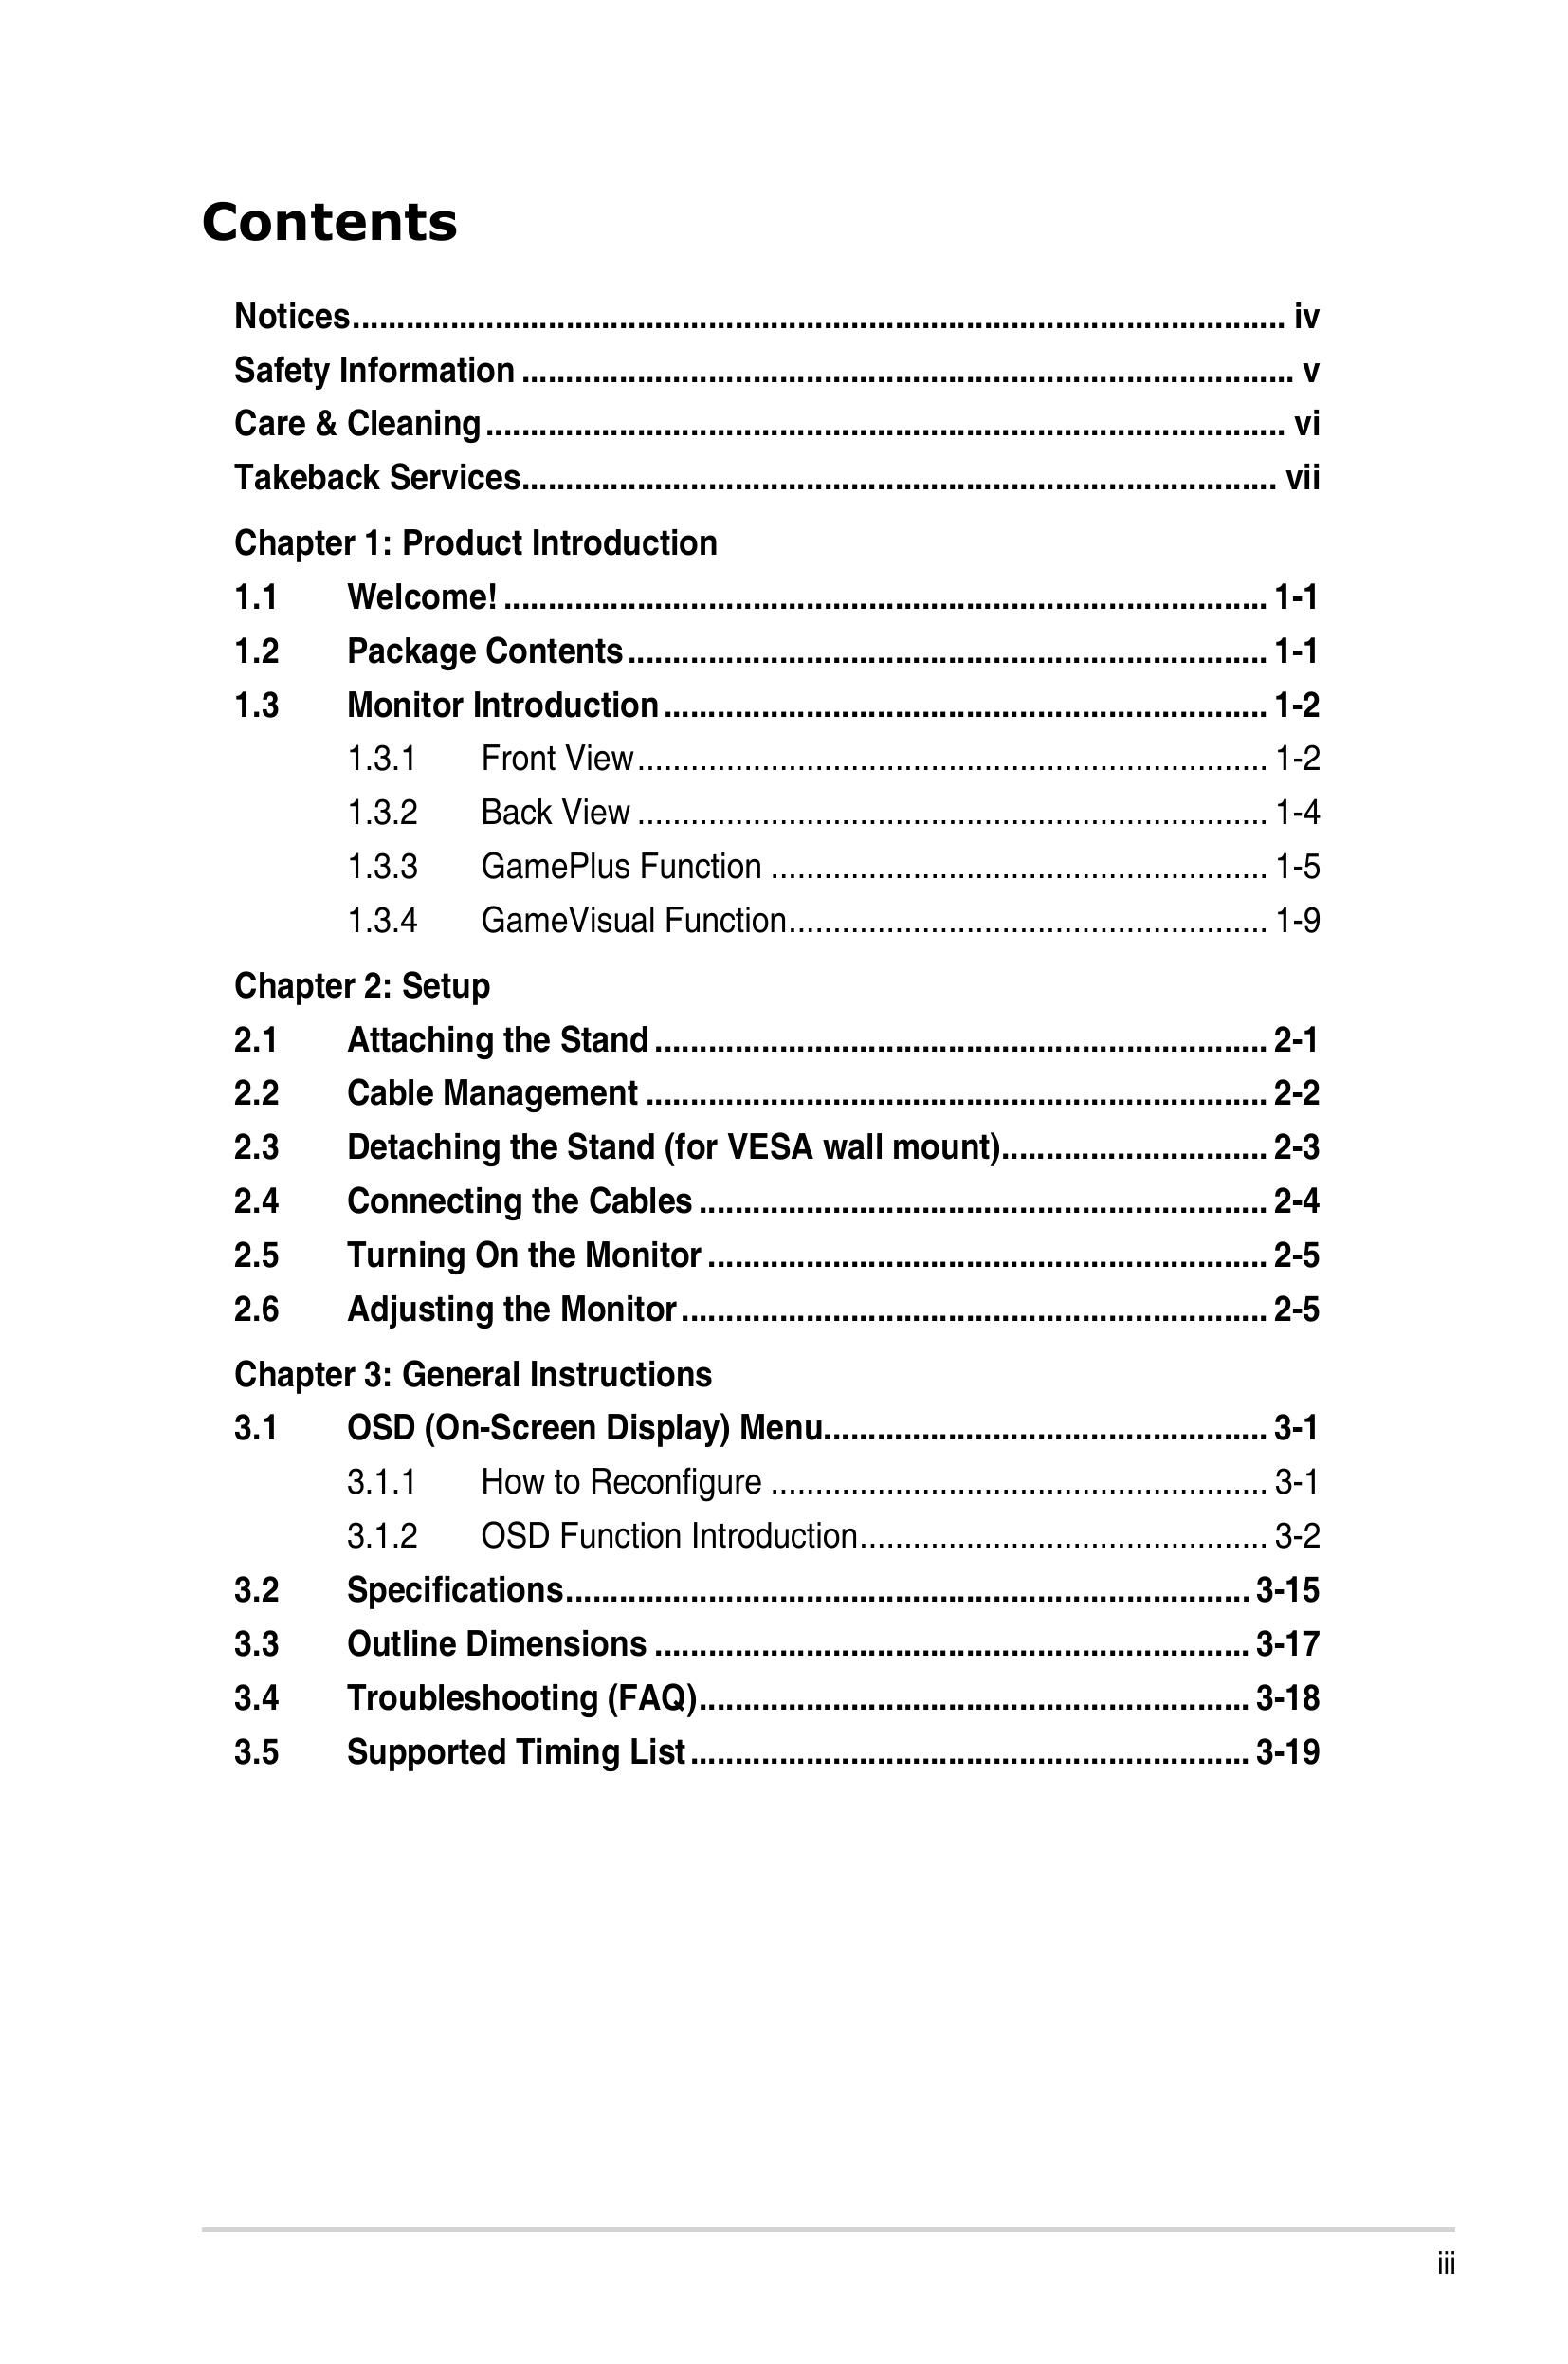 Contents
Notices.......................................................................................................... iv
Safety Information ....................................................................................... v
Care & Cleaning.......................................................................................... vi
Takeback Services..................................................................................... vii
Chapter 1: Product Introduction
1.1 Welcome! ...................................................................................... 1-1
1.2 Package Contents ........................................................................ 1-1
1.3 Monitor Introduction .................................................................... 1-2
1.3.1 Front View....................................................................... 1-2
1.3.2 Back View ....................................................................... 1-4
1.3.3 GamePlus Function ........................................................ 1-5
1.3.4 GameVisual Function...................................................... 1-9
Chapter 2: Setup
2.1 Attaching the Stand ..................................................................... 2-1
2.2 Cable Management ...................................................................... 2-2
2.3 Detaching the Stand (for VESA wall mount).............................. 2-3
2.4 Connecting the Cables ................................................................ 2-4
2.5 Turning On the Monitor ............................................................... 2-5
2.6 Adjusting the Monitor .................................................................. 2-5
Chapter 3: General Instructions
3.1 OSD (On-Screen Display) Menu.................................................. 3-1
3.1.1 How to Reconfigure ........................................................ 3-1
3.1.2 OSD Function Introduction.............................................. 3-2
3.2 Specifications............................................................................. 3-15
3.3 Outline Dimensions ................................................................... 3-17
3.4 Troubleshooting (FAQ).............................................................. 3-18
3.5 Supported Timing List ............................................................... 3-19
iii